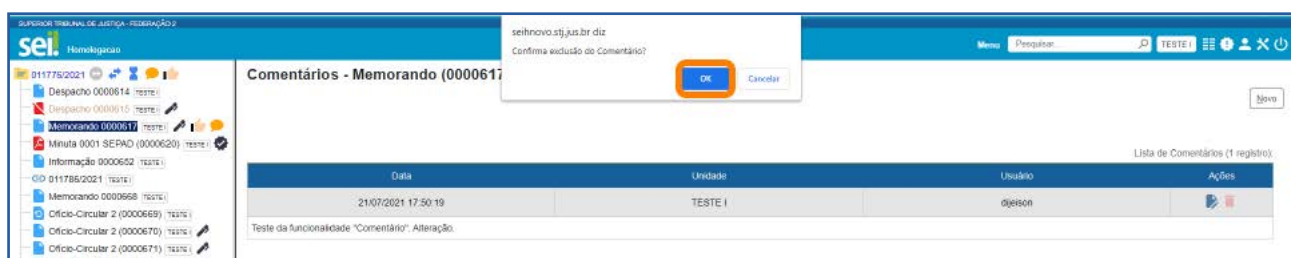 SUPERIOR TRIBUNAL DE JUSTIÇA - FEDERAÇÃO 2
sei! Homologacao
Menu Pesquisar... TESTE I
seihnovo.stj.jus.br diz
Confirma exclusão do Comentário?
OK Cancelar
011776/2021
Despacho 0000614 TESTE I
Despacho 0000615 TESTE I
Memorando 0000617 TESTE I
Minuta 0001 SEPAD (0000620) TESTE I
Informação 0000652 TESTE I
011786/2021 TESTE I
Memorando 0000668 TESTE I
Ofício-Circular 2 (0000669) TESTE I
Ofício-Circular 2 (0000670) TESTE I
Ofício-Circular 2 (0000671) TESTE I
Comentários - Memorando (0000617
Novo
Lista de Comentários (1 registro):
Data Unidade Usuário Ações
21/07/2021 17:50:19 TESTE I dijeison
Teste da funcionalidade "Comentário". Alteração.